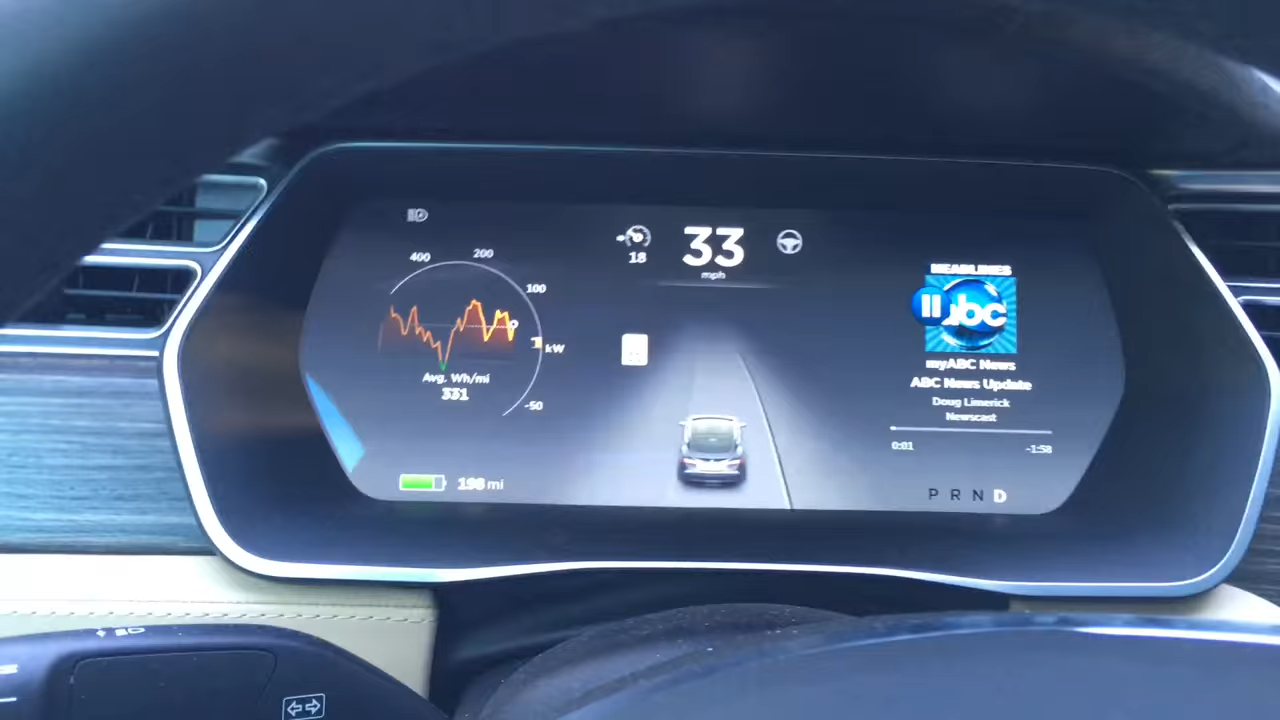 400
200
100
kW
-50
Avg. Wh/mi
331
198 mi
18
33
mph
HEADLINES
abc
myABC News
ABC News Update
Doug Limerick
Newscast
0:01
-1:58
P R N D